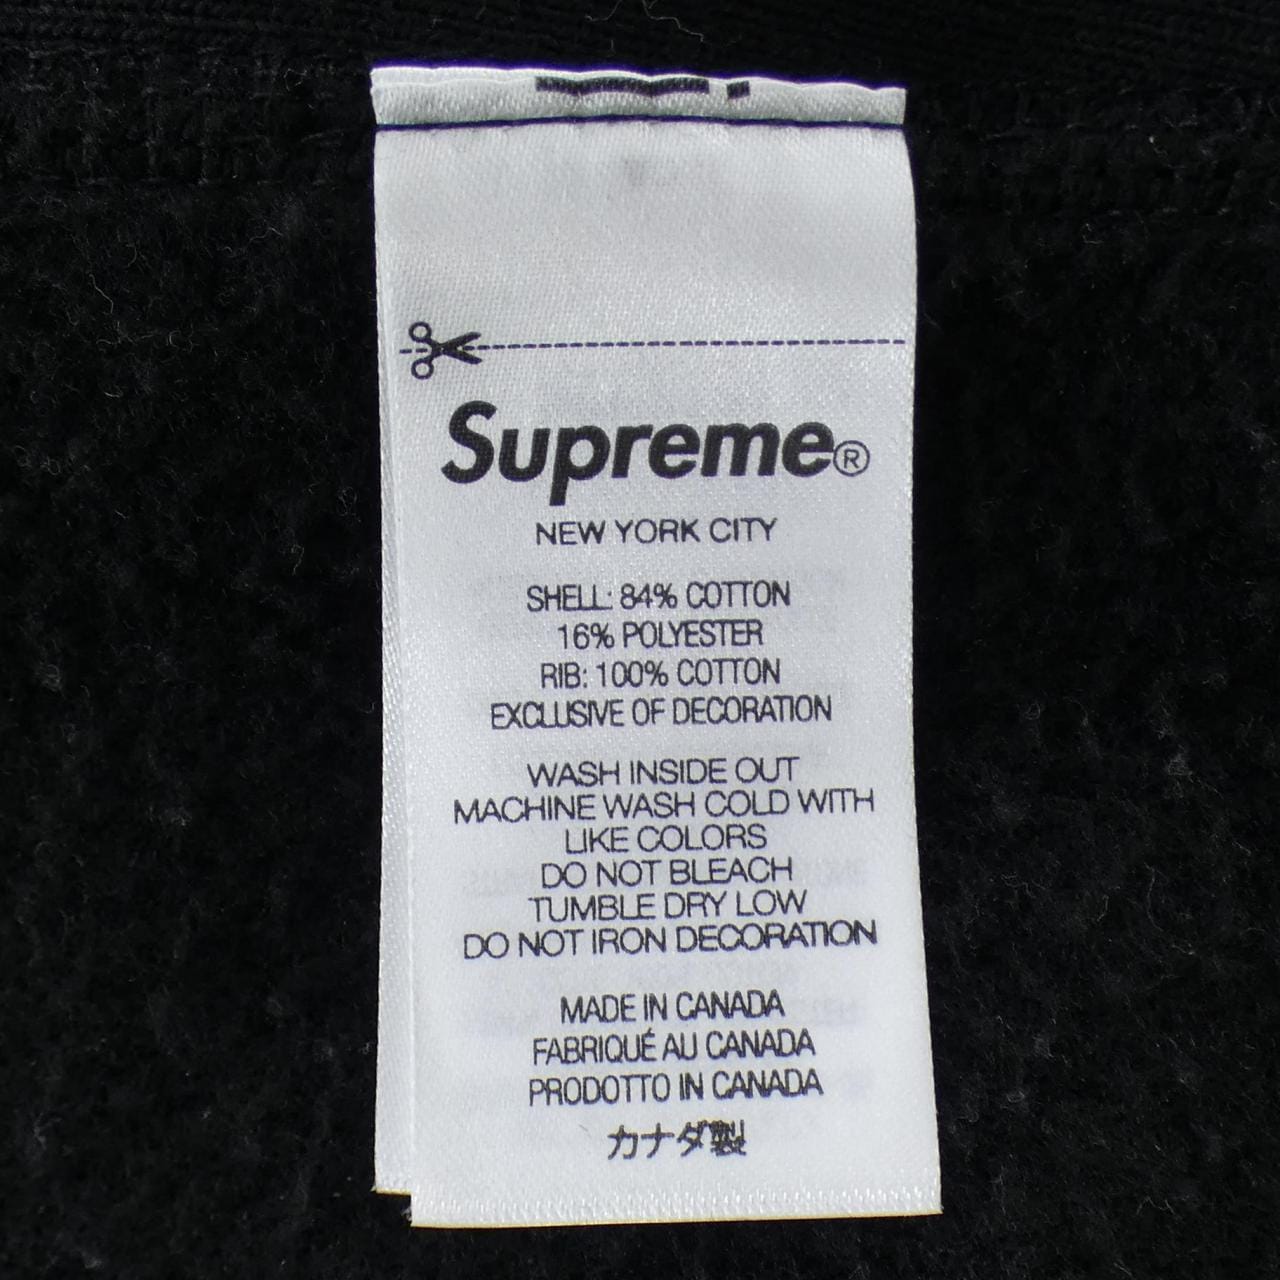 Supreme®
NEW YORK CITY
SHELL: 84% COTTON
16% POLYESTER
RIB: 100% COTTON
EXCLUSIVE OF DECORATION
WASH INSIDE OUT
MACHINE WASH COLD WITH
LIKE COLORS
DO NOT BLEACH
TUMBLE DRY LOW
DO NOT IRON DECORATION
MADE IN CANADA
FABRIQUÉ AU CANADA
PRODOTTO IN CANADA
カナダ製